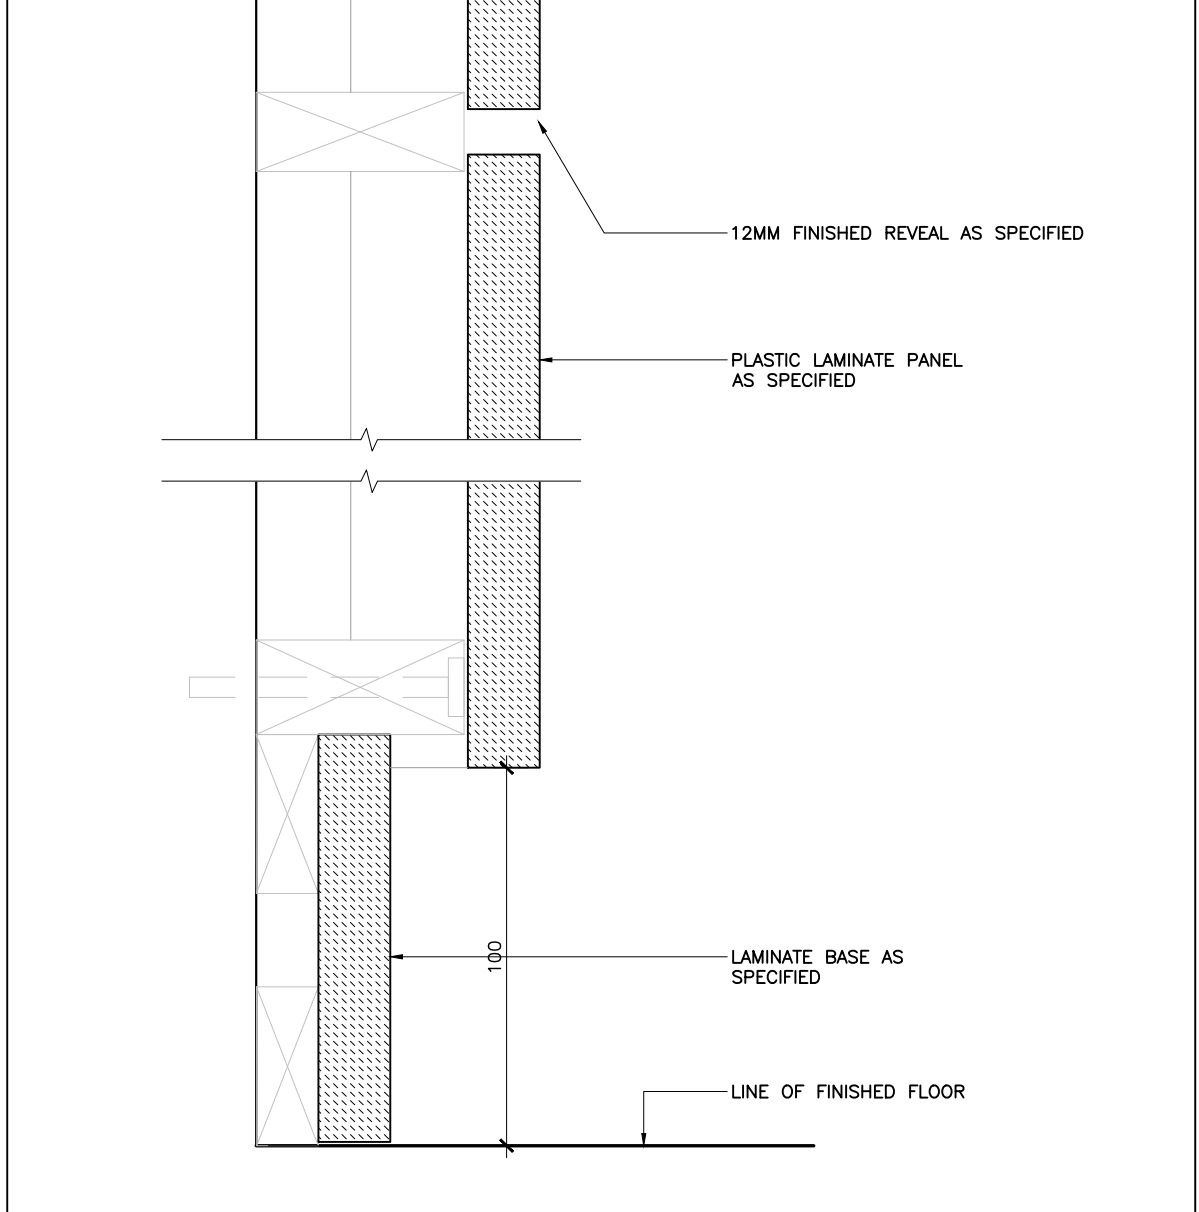 12MM FINISHED REVEAL AS SPECIFIED
PLASTIC LAMINATE PANEL
AS SPECIFIED
100
LAMINATE BASE AS
SPECIFIED
LINE OF FINISHED FLOOR